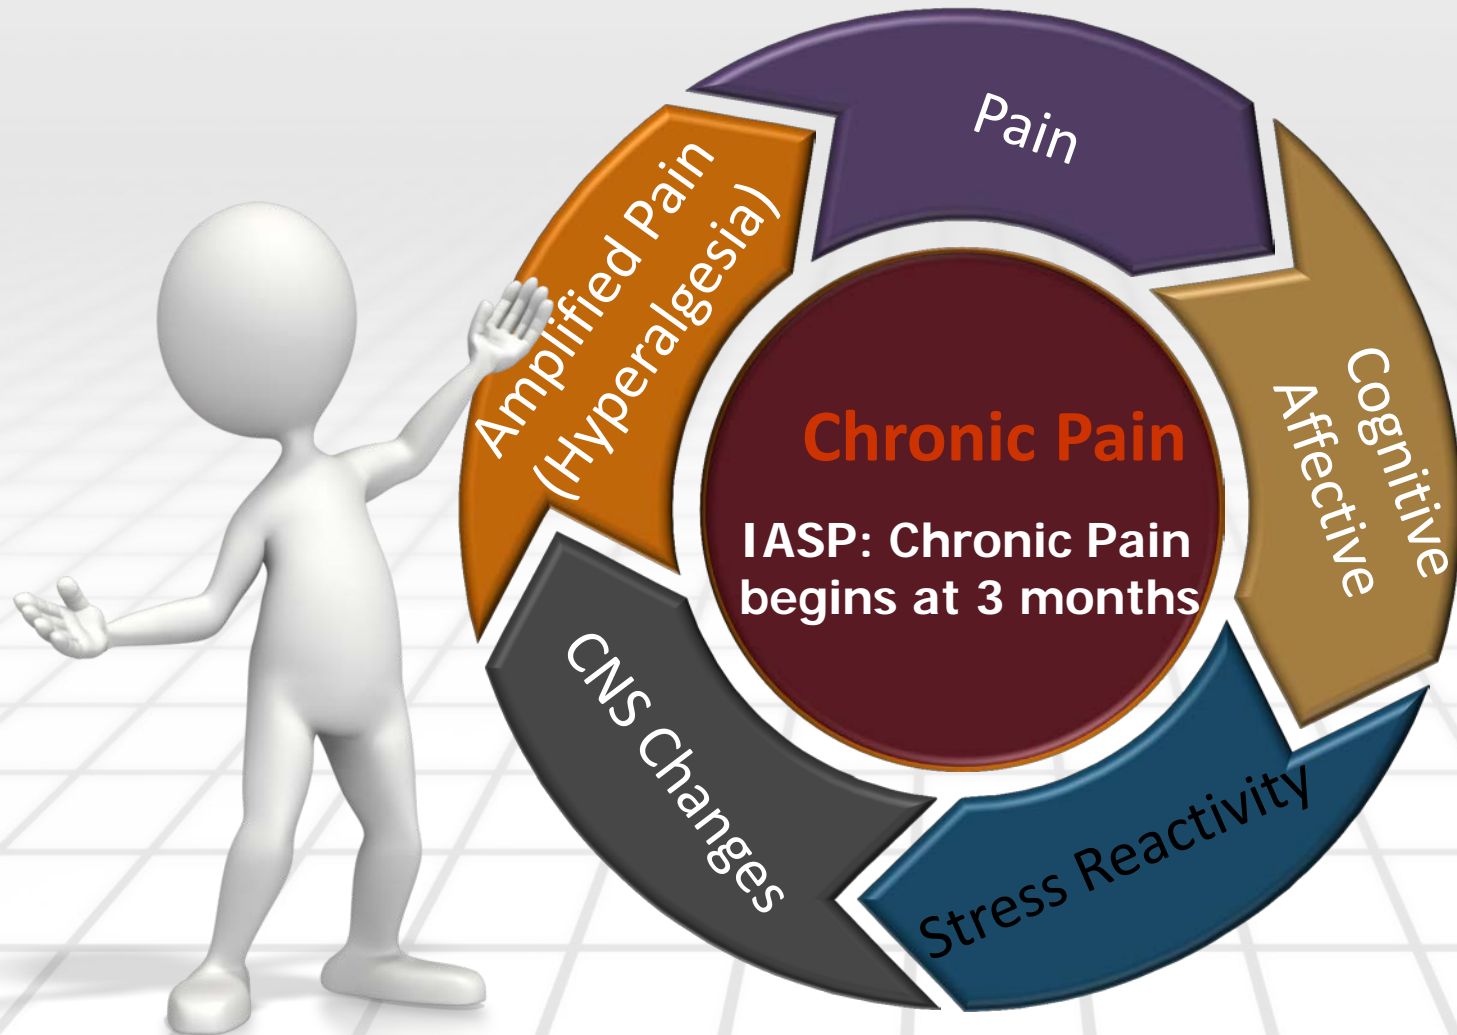 Pain
Cognitive
Affective
Stress Reactivity
CNS Changes
Amplified Pain
(Hyperalgesia)
Chronic Pain
IASP: Chronic Pain
begins at 3 months